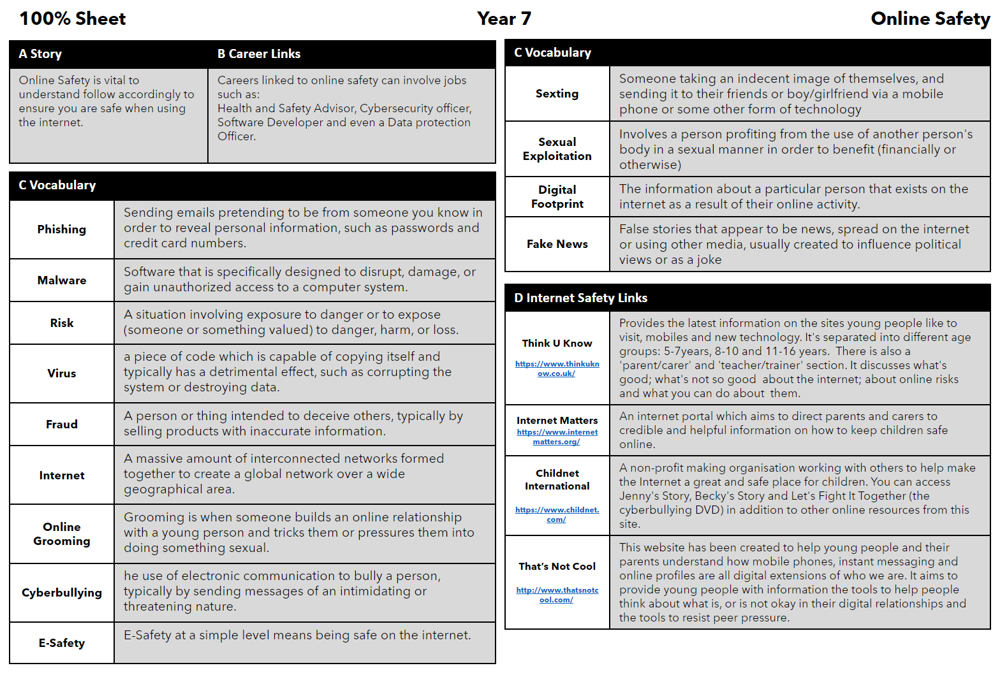 100% Sheet
Year 7
Online Safety
A Story
B Career Links
Online Safety is vital to
understand follow accordingly to
ensure you are safe when using
the internet.
Careers linked to online safety can involve jobs
such as:
Health and Safety Advisor, Cybersecurity officer,
Software Developer and even a Data protection
Officer.
C Vocabulary
Phishing
Sending emails pretending to be from someone you know in
order to reveal personal information, such as passwords and
credit card numbers.
Malware
Software that is specifically designed to disrupt, damage, or
gain unauthorized access to a computer system.
Risk
A situation involving exposure to danger or to expose
(someone or something valued) to danger, harm, or loss.
Virus
a piece of code which is capable of copying itself and
typically has a detrimental effect, such as corrupting the
system or destroying data.
Fraud
A person or thing intended to deceive others, typically by
selling products with inaccurate information.
Internet
A massive amount of interconnected networks formed
together to create a global network over a wide
geographical area.
Online
Grooming
Grooming is when someone builds an online relationship
with a young person and tricks them or pressures them into
doing something sexual.
Cyberbullying
he use of electronic communication to bully a person,
typically by sending messages of an intimidating or
threatening nature.
E-Safety
E-Safety at a simple level means being safe on the internet.
C Vocabulary
Sexting
Someone taking an indecent image of themselves, and
sending it to their friends or boy/girlfriend via a mobile
phone or some other form of technology
Sexual
Exploitation
Involves a person profiting from the use of another person's
body in a sexual manner in order to benefit (financially or
otherwise)
Digital
Footprint
The information about a particular person that exists on the
internet as a result of their online activity.
Fake News
False stories that appear to be news, spread on the internet
or using other media, usually created to influence political
views or as a joke
D Internet Safety Links
Think U Know
https://www.thinkukn
ow.co.uk/
Provides the latest information on the sites young people like to
visit, mobiles and new technology. It's separated into different age
groups: 5-7years, 8-10 and 11-16 years.  There is also a
'parent/carer' and 'teacher/trainer' section. It discusses what's
good; what's not so good  about the internet; about online risks
and what you can do about  them.
Internet Matters
https://www.internet
matters.org/
An internet portal which aims to direct parents and carers to
credible and helpful information on how to keep children safe
online.
Childnet
International
https://www.childnet.
com/
A non-profit making organisation working with others to help make
the Internet a great and safe place for children. You can access
Jenny's Story, Becky's Story and Let's Fight It Together (the
cyberbullying DVD) in addition to other online resources from this
site.
That's Not Cool
http://www.thatsnotc
ool.com/
This website has been created to help young people and their
parents understand how mobile phones, instant messaging and
online profiles are all digital extensions of who we are. It aims to
provide young people with information the tools to help people
think about what is, or is not okay in their digital relationships and
the tools to resist peer pressure.